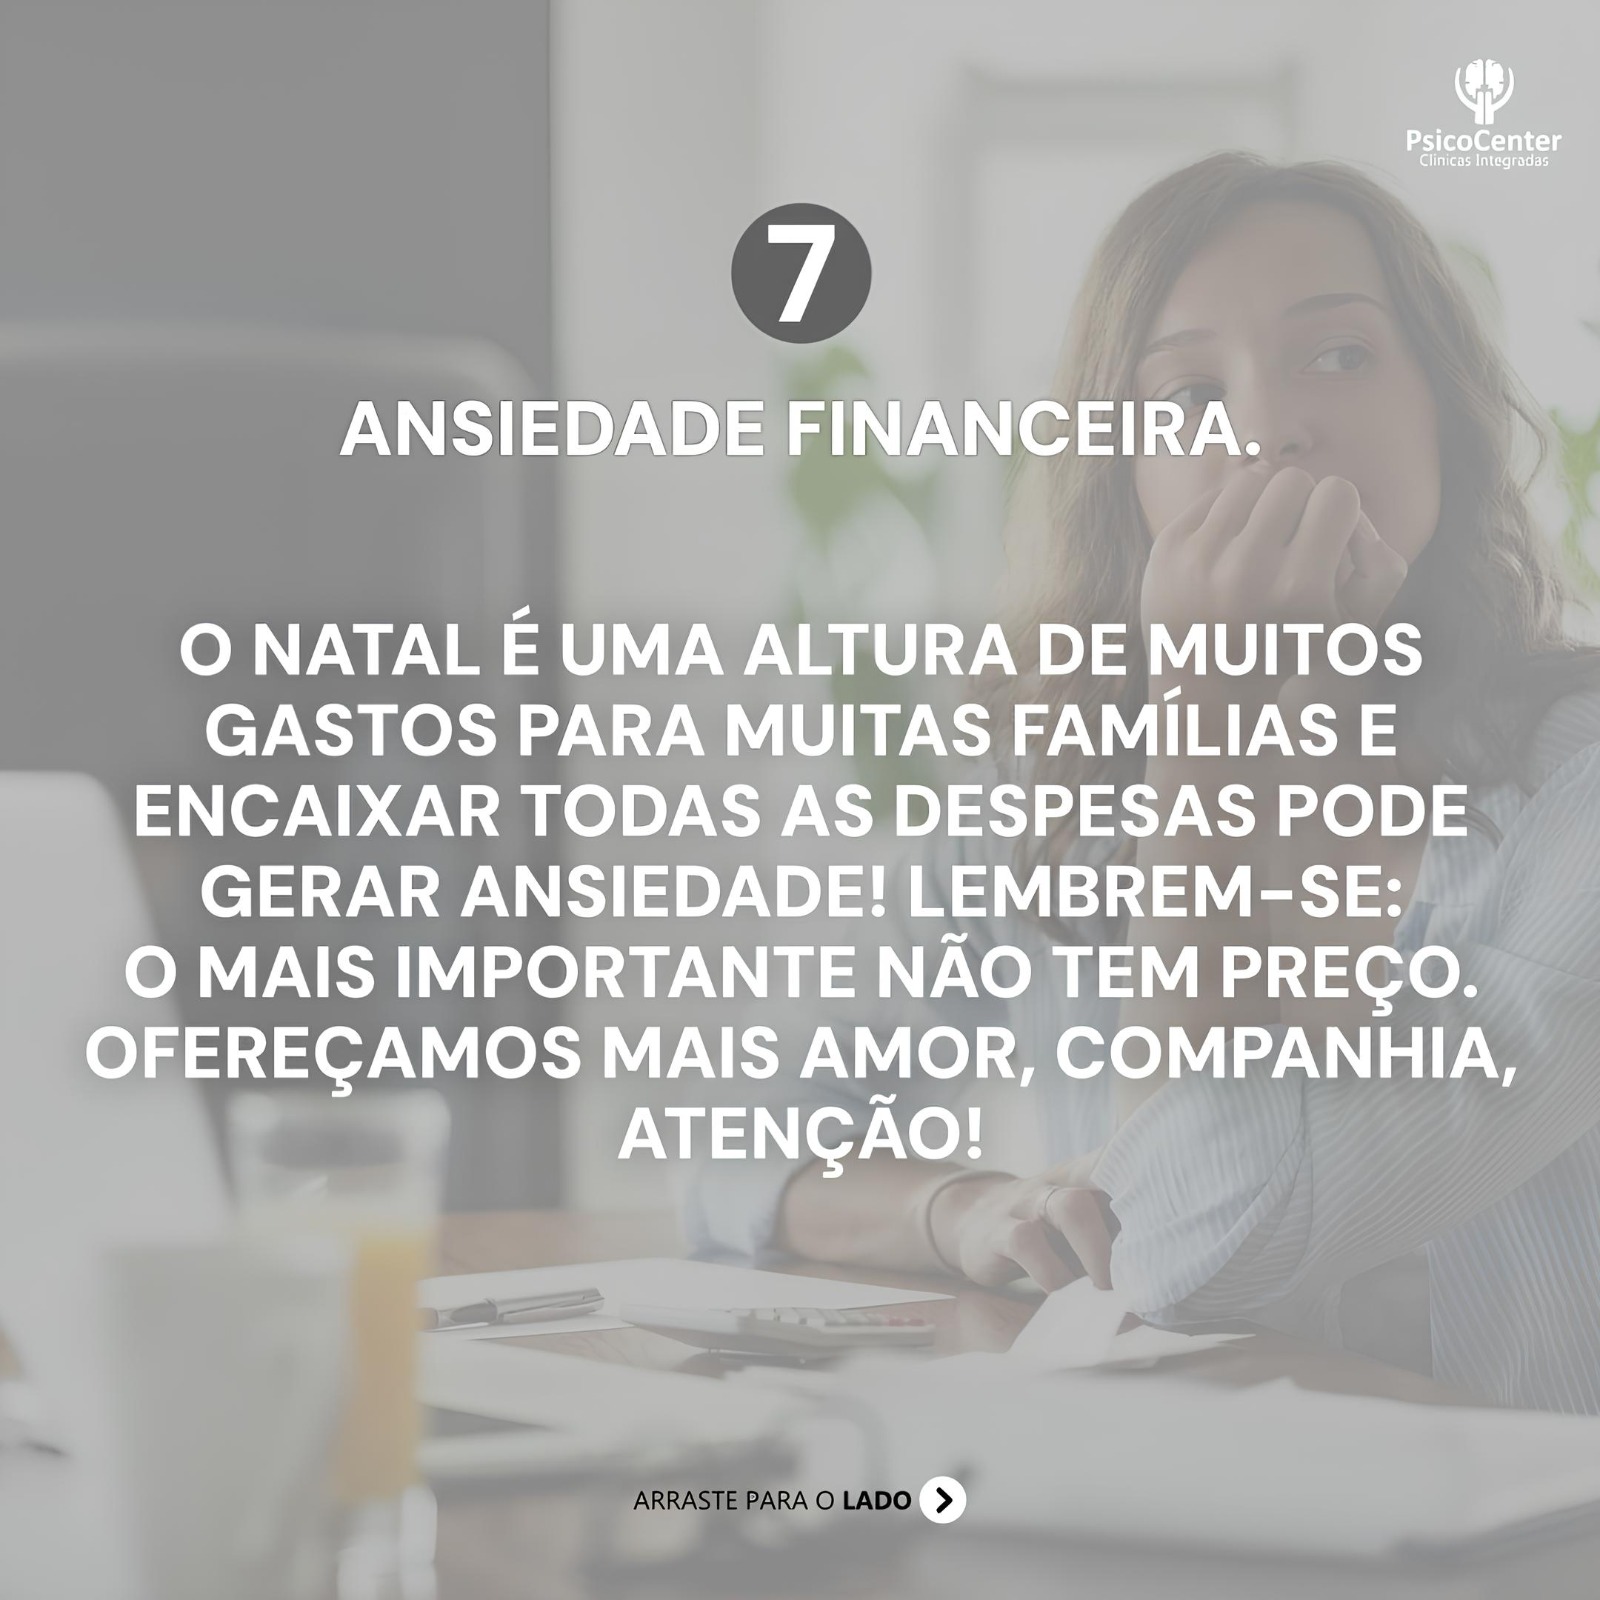 PsicoCenter
Clínicas Integradas
7
ANSIEDADE FINANCEIRA.
O NATAL É UMA ALTURA DE MUITOS
GASTOS PARA MUITAS FAMÍLIAS E
ENCAIXAR TODAS AS DESPESAS PODE
GERAR ANSIEDADE! LEMBREM-SE:
O MAIS IMPORTANTE NÃO TEM PREÇO.
OFEREÇAMOS MAIS AMOR, COMPANHIA,
ATENÇÃO!
ARRASTE PARA O LADO